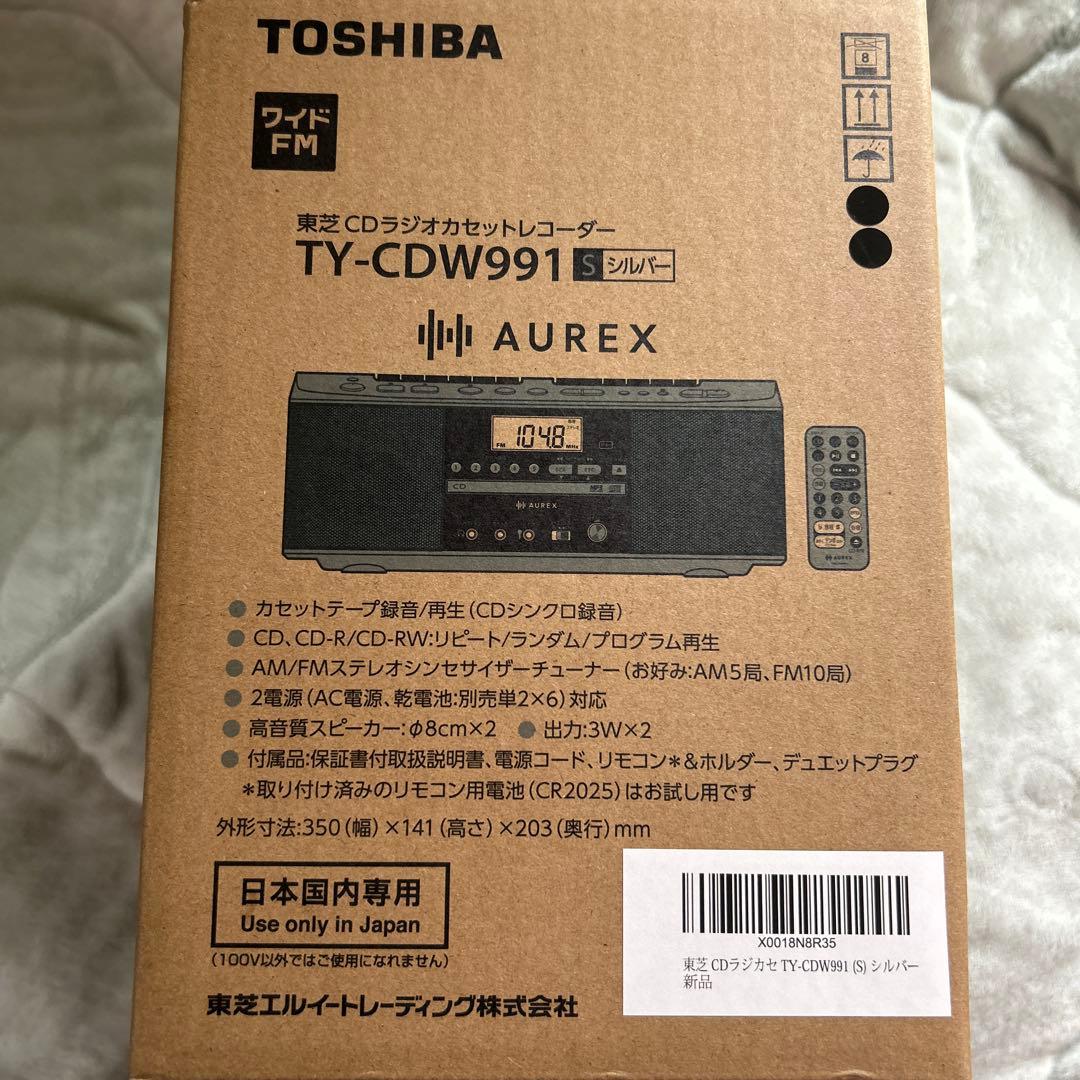 TOSHIBA
8
ワイド
FM
東芝CDラジオカセットレコーダー
TY-CDW991 S シルバー
AUREX
FM 104.8 MHz
1 2 3 4 5
CD
AUREX
AUREX
● カセットテープ録音/再生(CDシンクロ録音)
● CD、CD-R/CD-RW:リピート/ランダム/プログラム再生
● AM/FMステレオシンセサイザーチューナー(お好み:AM5局、FM10局)
● 2電源(AC電源、乾電池:別売単2×6)対応
● 高音質スピーカー:φ8cm×2 ● 出力:3W×2
● 付属品:保証書付取扱説明書、電源コード、リモコン*&ホルダー、デュエットプラグ
*取り付け済みのリモコン用電池(CR2025)はお試し用です
外形寸法:350(幅)×141(高さ)×203(奥行)mm
日本国内専用
Use only in Japan
(100V以外ではご使用になれません)
東芝エルイートレーディング株式会社
X0018N8R35
東芝 CDラジカセ TY-CDW991 (S) シルバー
新品